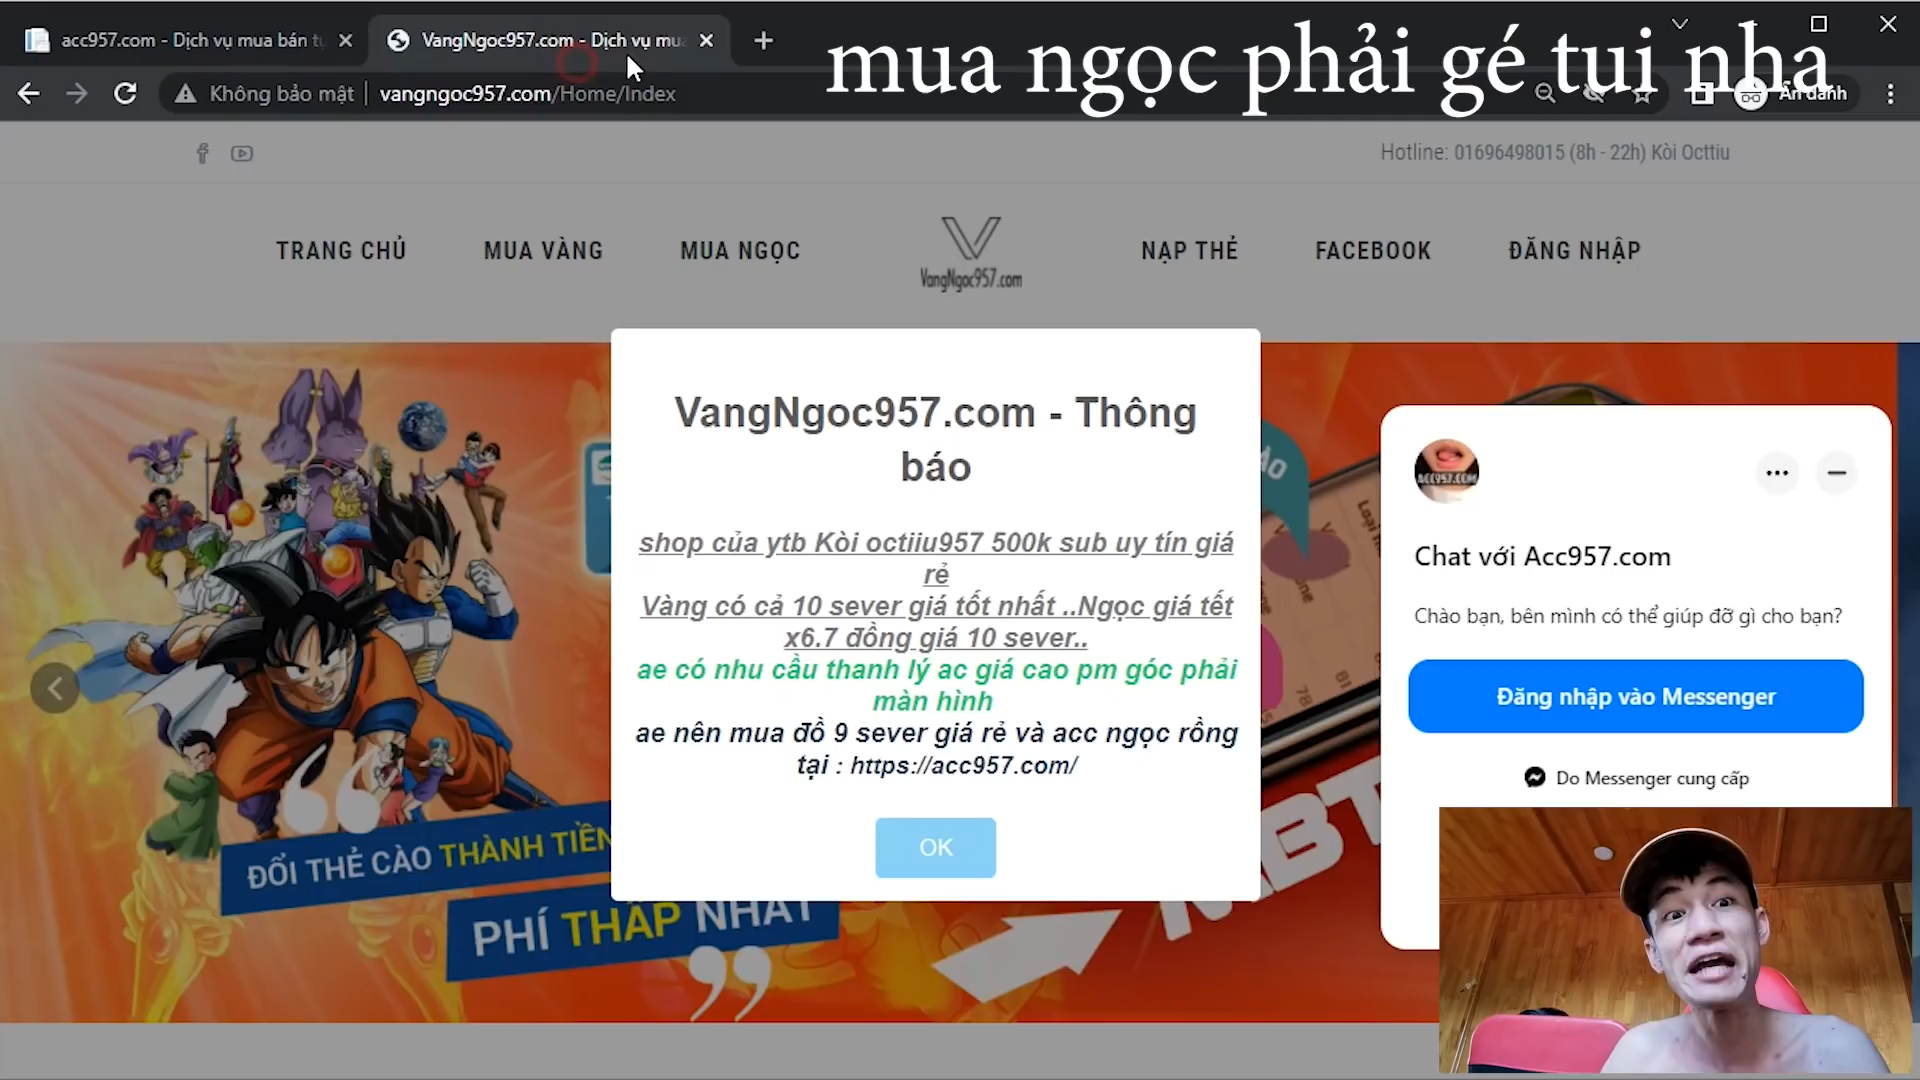 acc957.com - Dịch vụ mua bán tụ
VangNgoc957.com - Dịch vụ mua
mua ngọc phải gé tui nha
Không bảo mật
vangngoc957.com/Home/Index
Ẩn danh
Hotline: 01696498015 (8h - 22h) Kòi Octtiu
TRANG CHỦ
MUA VÀNG
MUA NGỌC
VangNgoc957.com
NẠP THẺ
FACEBOOK
ĐĂNG NHẬP
VangNgoc957.com - Thông
báo
shop của ytb Kòi octiiu957 500k sub uy tín giá
rẻ
Vàng có cả 10 sever giá tốt nhất ..Ngọc giá tết
x6.7 đồng giá 10 sever..
ae có nhu cầu thanh lý ac giá cao pm góc phải
màn hình
ae nên mua đồ 9 sever giá rẻ và acc ngọc rồng
tại : https://acc957.com/
OK
ACC957.COM
Chat với Acc957.com
Chào bạn, bên mình có thể giúp đỡ gì cho bạn?
Đăng nhập vào Messenger
Do Messenger cung cấp
ĐỔI THẺ CÀO THÀNH TIỀN
PHÍ THẤP NHẤT